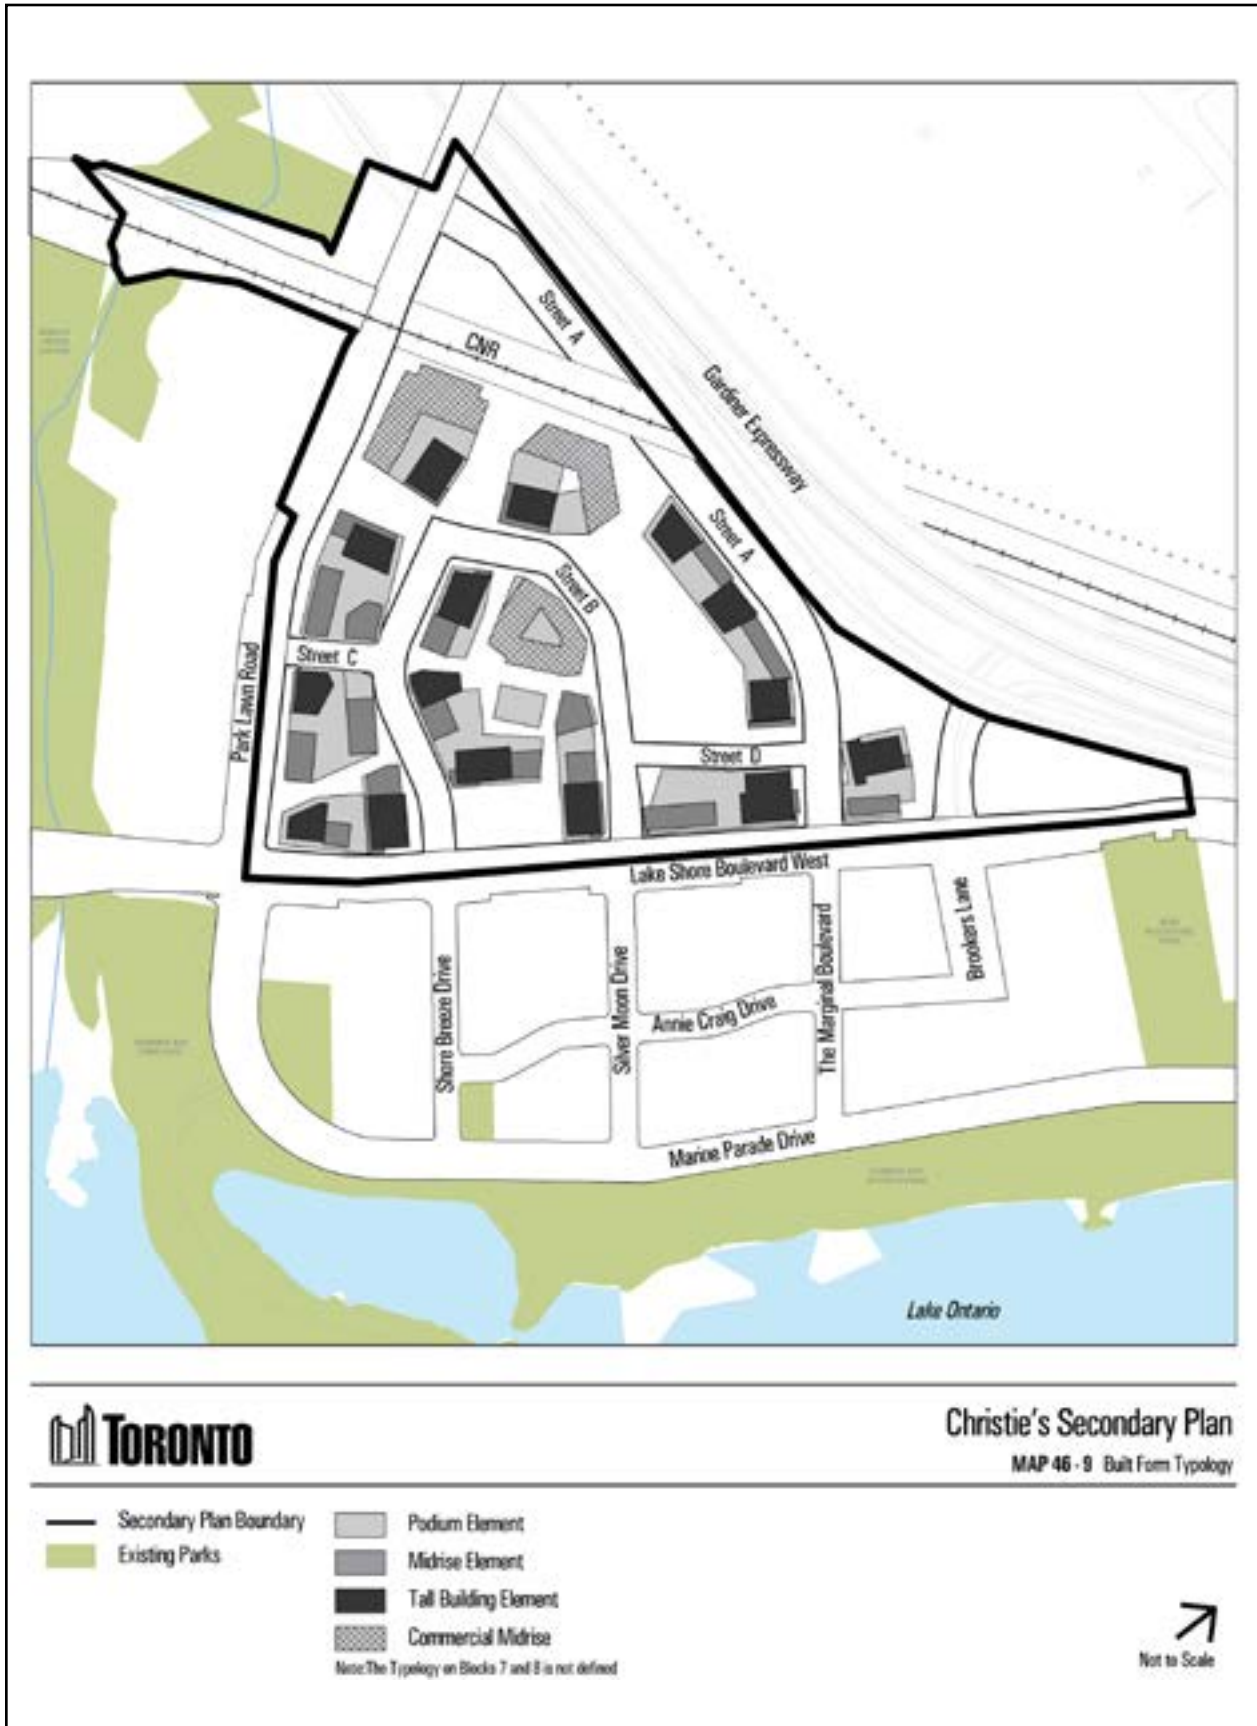 Street A
CNR
Gardiner Expressway
Street A
Street B
Street C
Park Lawn Road
Street D
Lake Shore Boulevard West
Shore Breeze Drive
Silver Moon Drive
Annie Craig Drive
The Marginal Boulevard
Brookers Lane
Marine Parade Drive
Lake Ontario
TORONTO
Christie's Secondary Plan
MAP 46 - 9 Built Form Typology
Secondary Plan Boundary
Existing Parks
Podium Element
Midrise Element
Tall Building Element
Commercial Midrise
Note:The Typology on Blocks 7 and 8 is not defined
Not to Scale